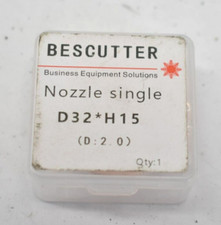 BESCUTTER
Business Equipment Solutions
Nozzle single
D32*H15
(D:2.0)
Qty:1